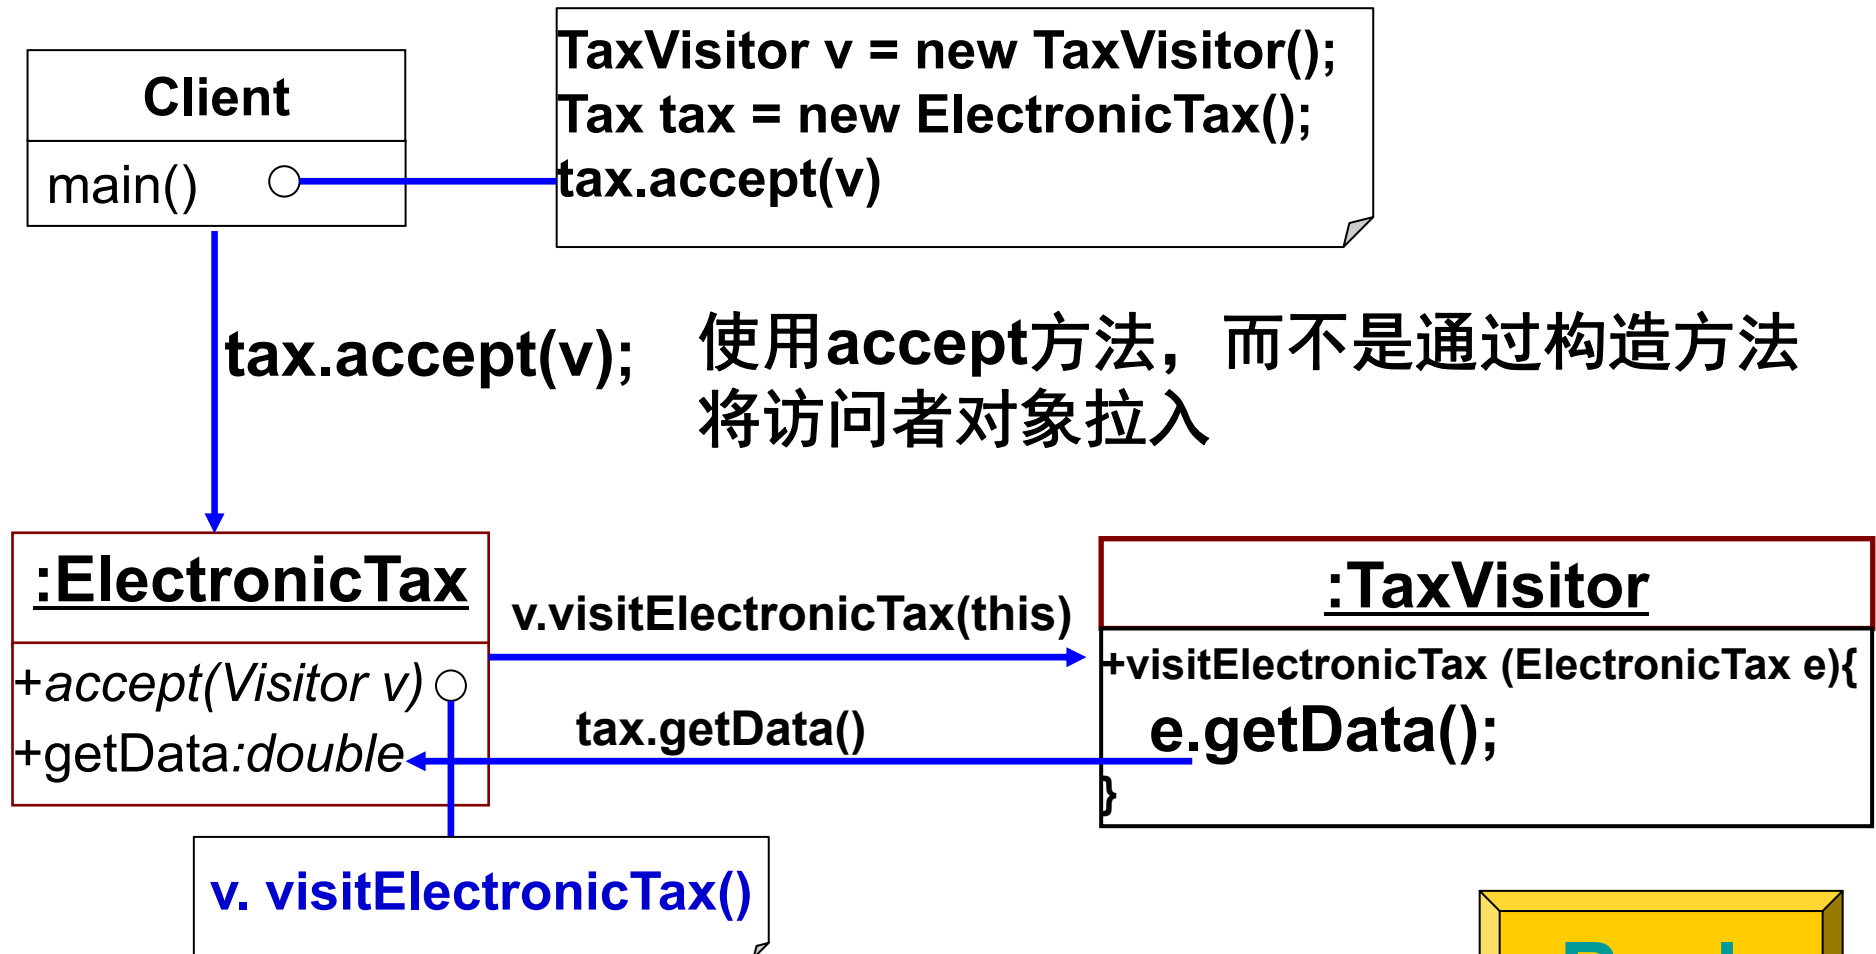 Client
main()
TaxVisitor v = new TaxVisitor();
Tax tax = new ElectronicTax();
tax.accept(v)
tax.accept(v);
使用accept方法，而不是通过构造方法
将访问者对象拉入
:ElectronicTax
+accept(Visitor v)
+getData:double
v.visitElectronicTax(this)
tax.getData()
:TaxVisitor
+visitElectronicTax (ElectronicTax e){
e.getData();
}
v. visitElectronicTax()